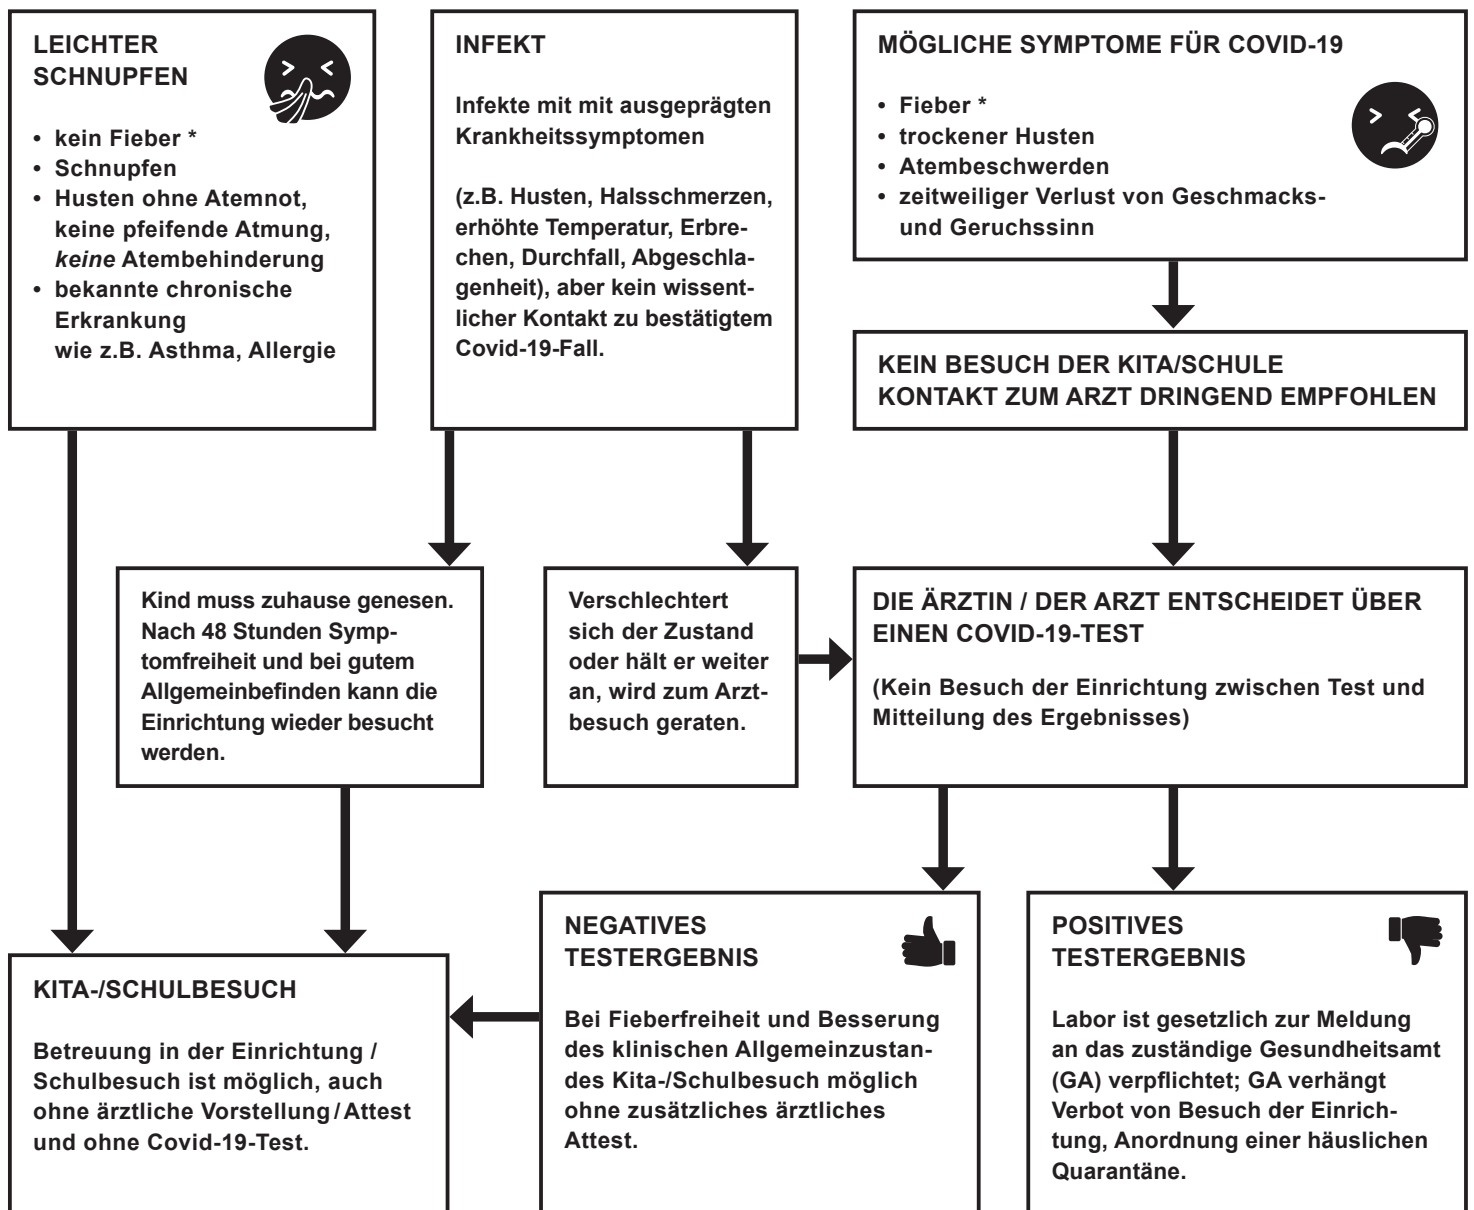 LEICHTER
SCHNUPFEN
• kein Fieber *
• Schnupfen
• Husten ohne Atemnot,
keine pfeifende Atmung,
keine Atembehinderung
• bekannte chronische
Erkrankung
wie z.B. Asthma, Allergie
INFEKT
Infekte mit mit ausgeprägten
Krankheitssymptomen
(z.B. Husten, Halsschmerzen,
erhöhte Temperatur, Erbre-
chen, Durchfall, Abgeschla-
genheit), aber kein wissent-
licher Kontakt zu bestätigtem
Covid-19-Fall.
MÖGLICHE SYMPTOME FÜR COVID-19
• Fieber *
• trockener Husten
• Atembeschwerden
• zeitweiliger Verlust von Geschmacks-
und Geruchssinn
KEIN BESUCH DER KITA/SCHULE
KONTAKT ZUM ARZT DRINGEND EMPFOHLEN
Kind muss zuhause genesen.
Nach 48 Stunden Symp-
tomfreiheit und bei gutem
Allgemeinbefinden kann die
Einrichtung wieder besucht
werden.
Verschlechtert
sich der Zustand
oder hält er weiter
an, wird zum Arzt-
besuch geraten.
DIE ÄRZTIN / DER ARZT ENTSCHEIDET ÜBER
EINEN COVID-19-TEST
(Kein Besuch der Einrichtung zwischen Test und
Mitteilung des Ergebnisses)
KITA-/SCHULBESUCH
Betreuung in der Einrichtung /
Schulbesuch ist möglich, auch
ohne ärztliche Vorstellung / Attest
und ohne Covid-19-Test.
NEGATIVES
TESTERGEBNIS
Bei Fieberfreiheit und Besserung
des klinischen Allgemeinzustan-
des Kita-/Schulbesuch möglich
ohne zusätzliches ärztliches
Attest.
POSITIVES
TESTERGEBNIS
Labor ist gesetzlich zur Meldung
an das zuständige Gesundheitsamt
(GA) verpflichtet; GA verhängt
Verbot von Besuch der Einrich-
tung, Anordnung einer häuslichen
Quarantäne.